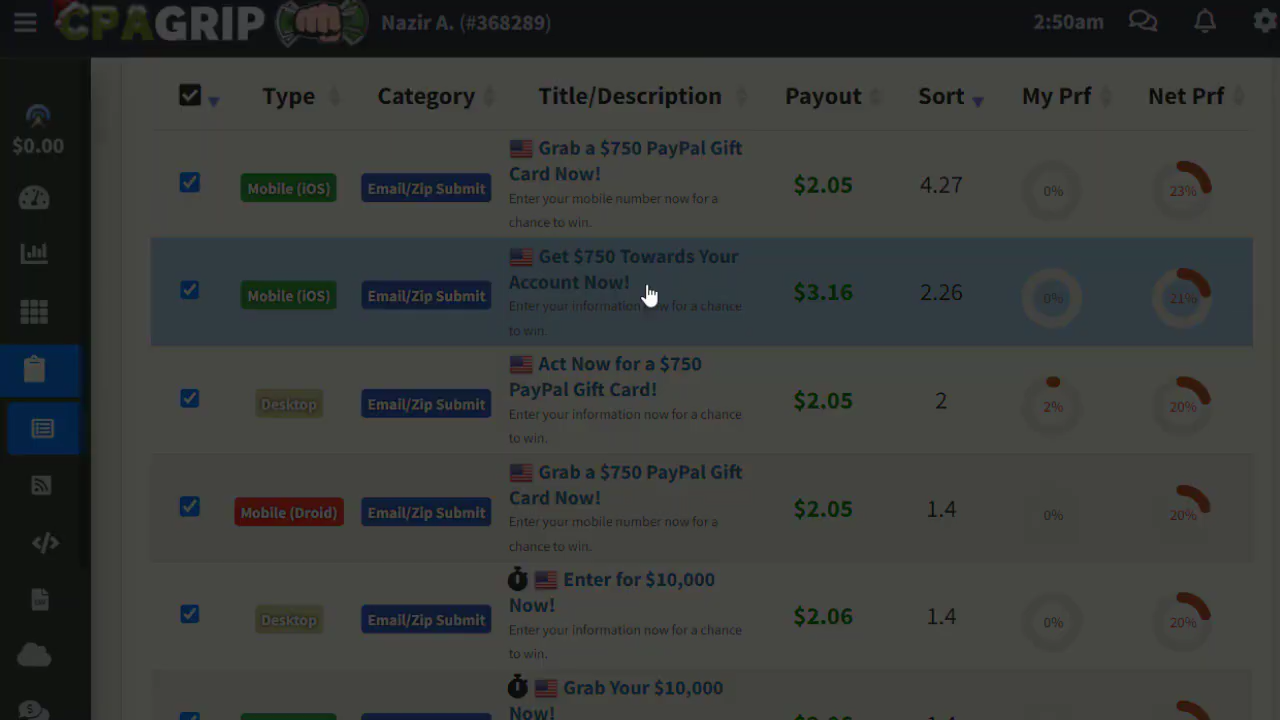 CPAGRIP
Nazir A. (#368289)
2:50am
$0.00
Type Category Title/Description Payout Sort My Prf Net Prf
Mobile (iOS) Email/Zip Submit Grab a $750 PayPal Gift
Card Now!
Enter your mobile number now for a
chance to win.
$2.05 4.27 0% 23%
Mobile (iOS) Email/Zip Submit Get $750 Towards Your
Account Now!
Enter your information now for a chance
to win.
$3.16 2.26 0% 21%
Desktop Email/Zip Submit Act Now for a $750
PayPal Gift Card!
Enter your information now for a chance
to win.
$2.05 2 2% 20%
Mobile (Droid) Email/Zip Submit Grab a $750 PayPal Gift
Card Now!
Enter your mobile number now for a
chance to win.
$2.05 1.4 0% 20%
Desktop Email/Zip Submit Enter for $10,000
Now!
Enter your information now for a chance
to win.
$2.06 1.4 0% 20%
Grab Your $10,000
Now!